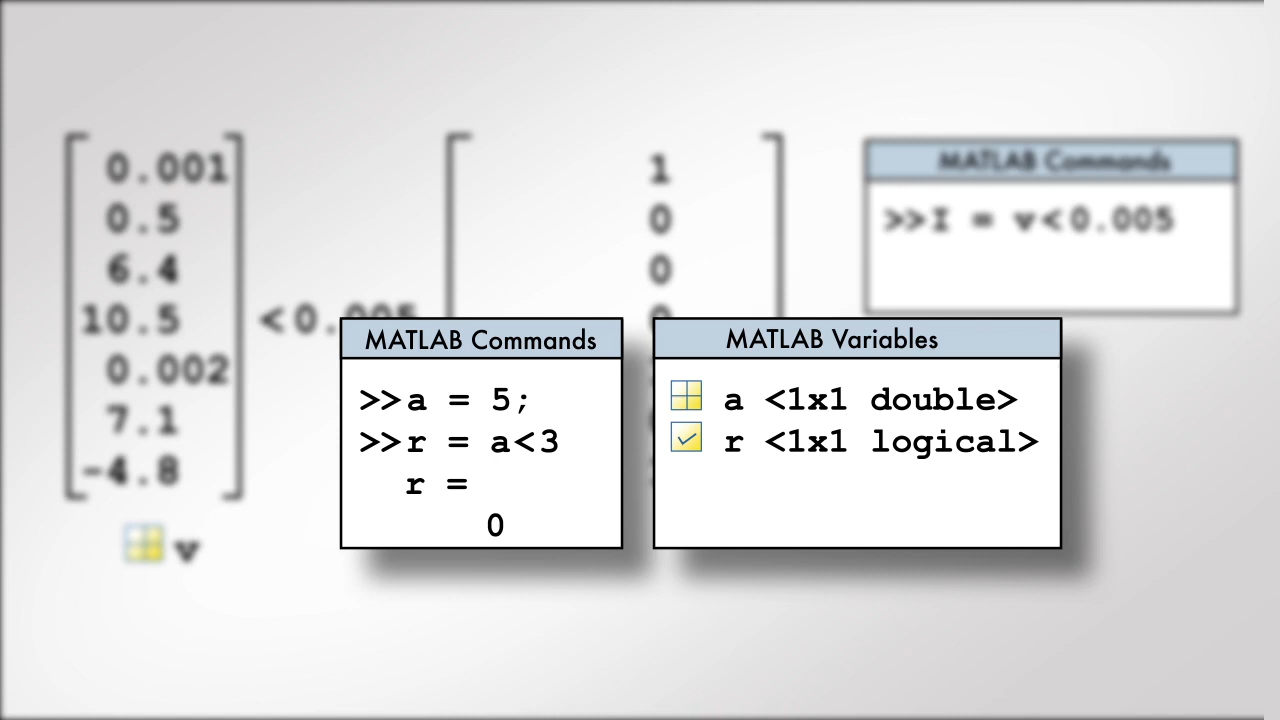 0.001
0.5
6.4
10.5
0.002
7.1
-4.8
v
1
0
0
MATLAB Commands
>>I = v<0.005
MATLAB Commands
>>a = 5;
>>r = a<3
r =
0
MATLAB Variables
a <1x1 double>
r <1x1 logical>